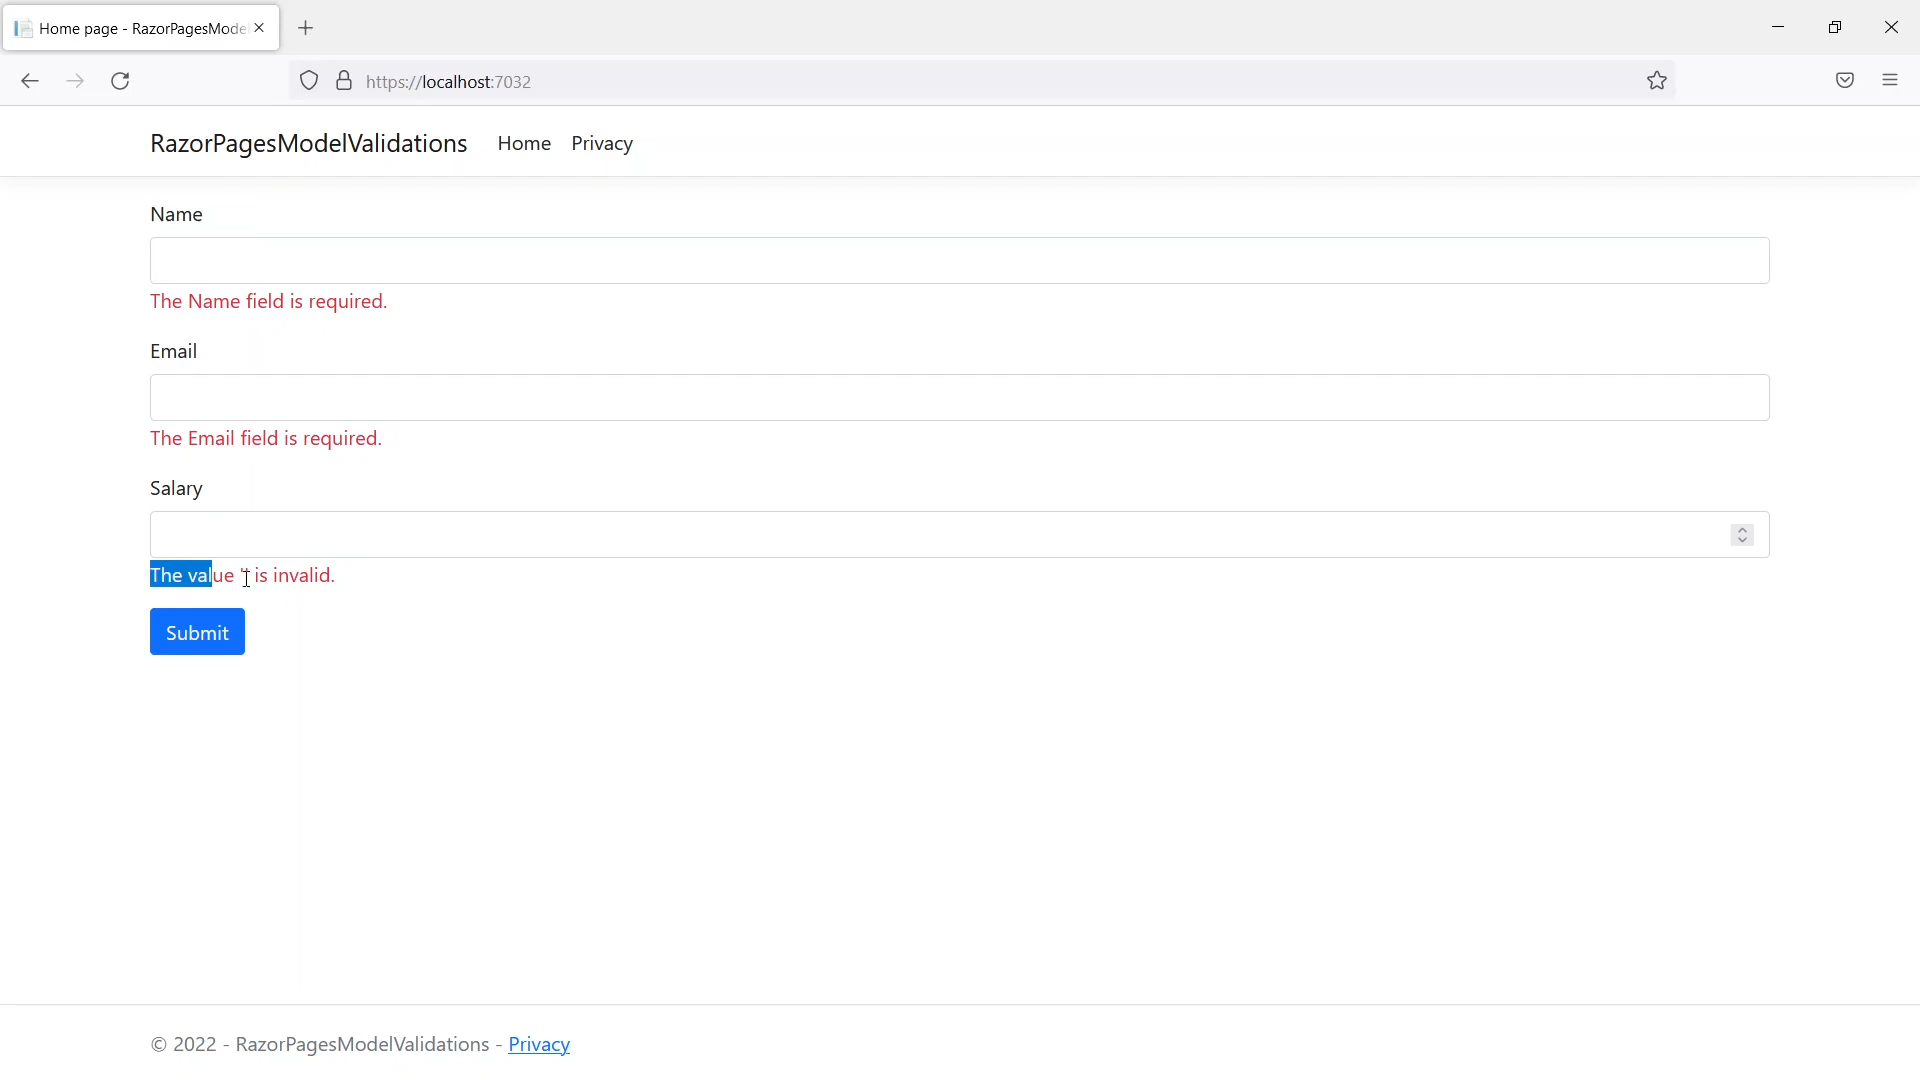 Home page - RazorPagesMode
https://localhost:7032
RazorPagesModelValidations Home Privacy
Name
The Name field is required.
Email
The Email field is required.
Salary
The value '' is invalid.
Submit
© 2022 - RazorPagesModelValidations - Privacy